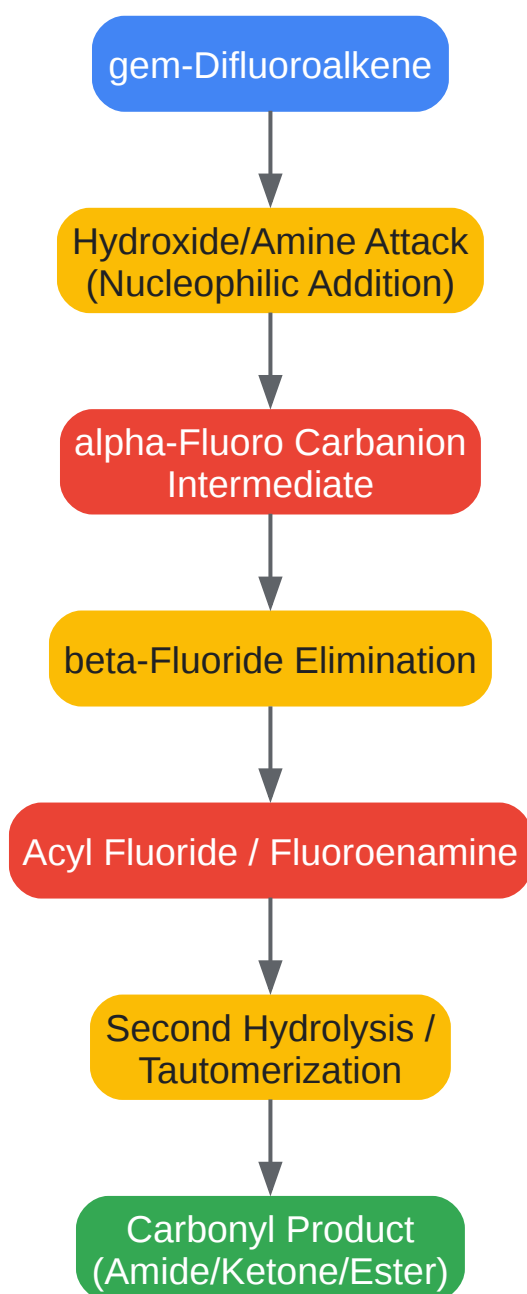 gem-Difluoroalkene
Hydroxide/Amine Attack
(Nucleophilic Addition)
alpha-Fluoro Carbanion
Intermediate
beta-Fluoride Elimination
Acyl Fluoride / Fluoroenamine
Second Hydrolysis /
Tautomerization
Carbonyl Product
(Amide/Ketone/Ester)